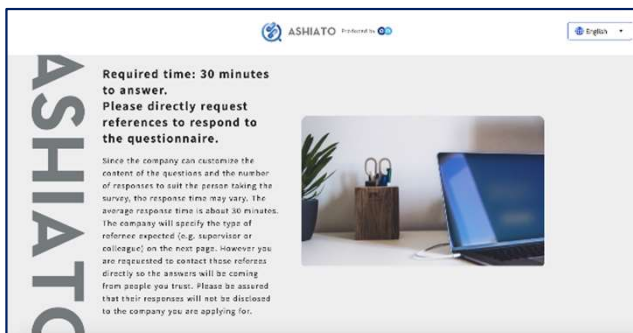 ASHIATO Produced by en
English
ASHIATO
Required time: 30 minutes
to answer.
Please directly request
references to respond to
the questionnaire.
Since the company can customize the
content of the questions and the number
of responses to suit the person taking the
survey, the response time may vary. The
average response time is about 30 minutes.
The company will specify the type of
referee expected (e.g. supervisor or
colleague) on the next page. However you
are requested to contact these referees
directly so the answers will be coming
from people you trust. Please be assured
that their responses will not be disclosed
to the company you are applying for.